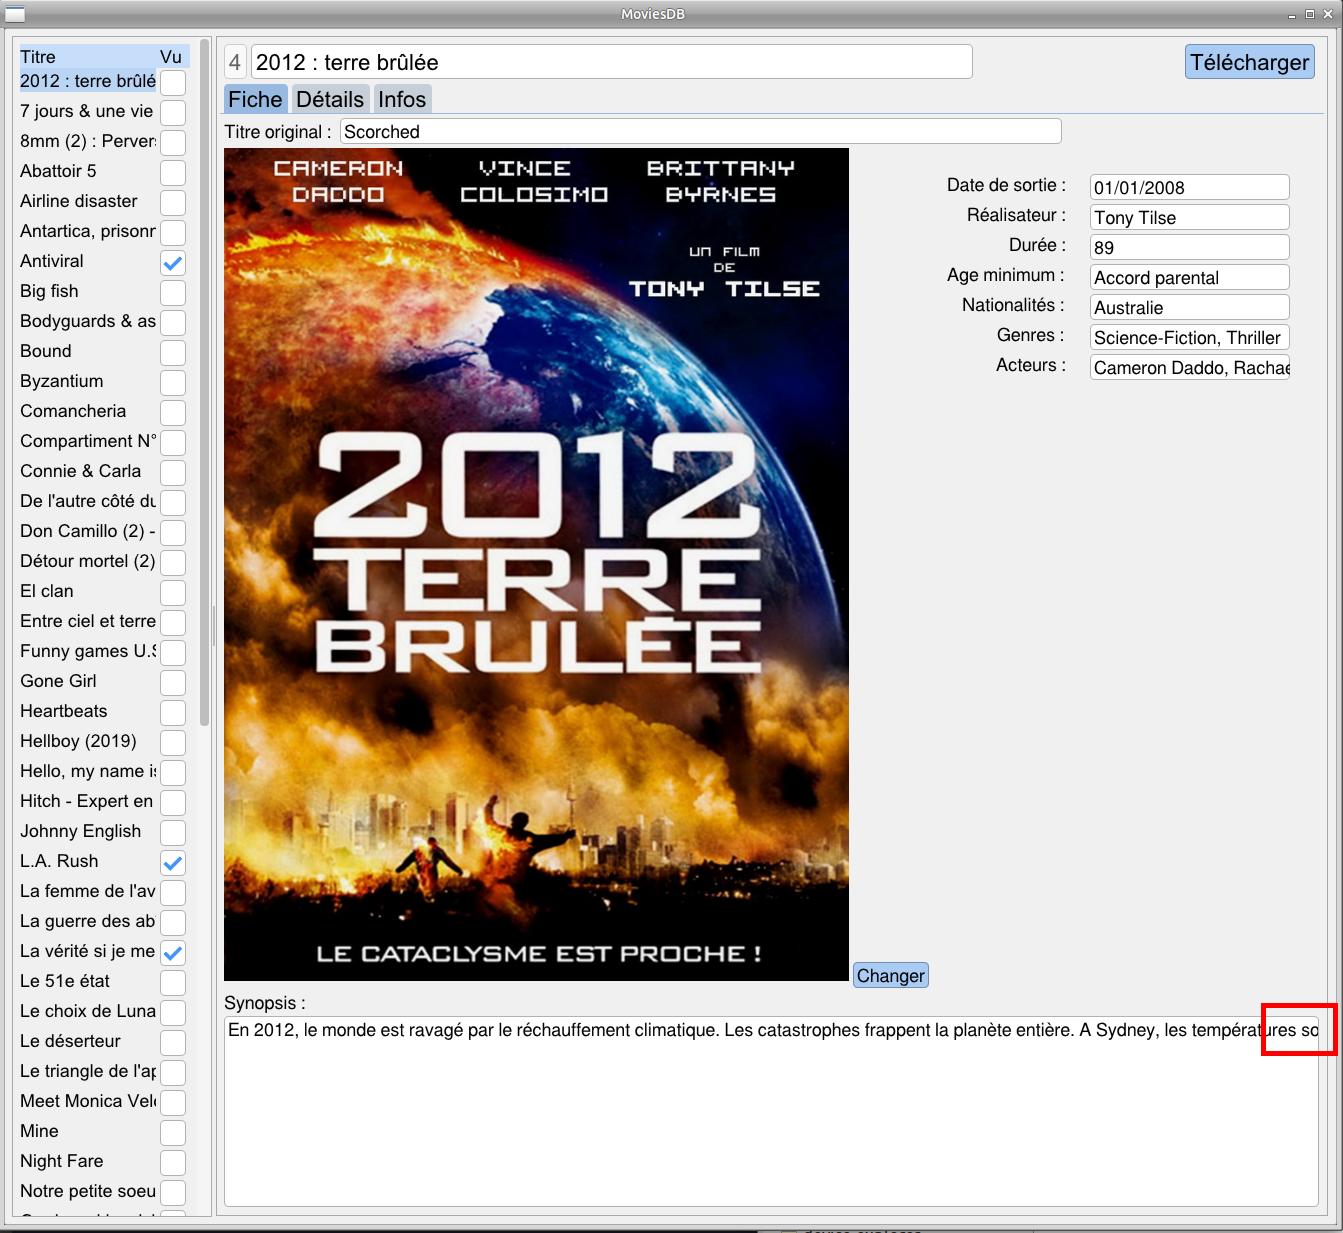 MoviesDB
Titre Vu
2012 : terre brûlé
7 jours & une vie
8mm (2) : Pervers
Abattoir 5
Airline disaster
Antartica, prisonn
Antiviral
Big fish
Bodyguards & as
Bound
Byzantium
Comancheria
Compartiment N°
Connie & Carla
De l'autre côté du
Don Camillo (2) -
Détour mortel (2)
El clan
Entre ciel et terre
Funny games U.S
Gone Girl
Heartbeats
Hellboy (2019)
Hello, my name is
Hitch - Expert en
Johnny English
L.A. Rush
La femme de l'av
La guerre des ab
La vérité si je me
Le 51e état
Le choix de Luna
Le déserteur
Le triangle de l'ap
Meet Monica Vele
Mine
Night Fare
Notre petite soeu
4 2012 : terre brûlée Télécharger
Fiche Détails Infos
Titre original : Scorched
CAMERON DADDO
VINCE COLOSIMO
BRITTANY BYRNES
UN FILM
DE
TONY TILSE
2012
TERRE
BRULÉE
LE CATACLYSME EST PROCHE !
Date de sortie : 01/01/2008
Réalisateur : Tony Tilse
Durée : 89
Age minimum : Accord parental
Nationalités : Australie
Genres : Science-Fiction, Thriller
Acteurs : Cameron Daddo, Rachae
Changer
Synopsis :
En 2012, le monde est ravagé par le réchauffement climatique. Les catastrophes frappent la planète entière. A Sydney, les températures so